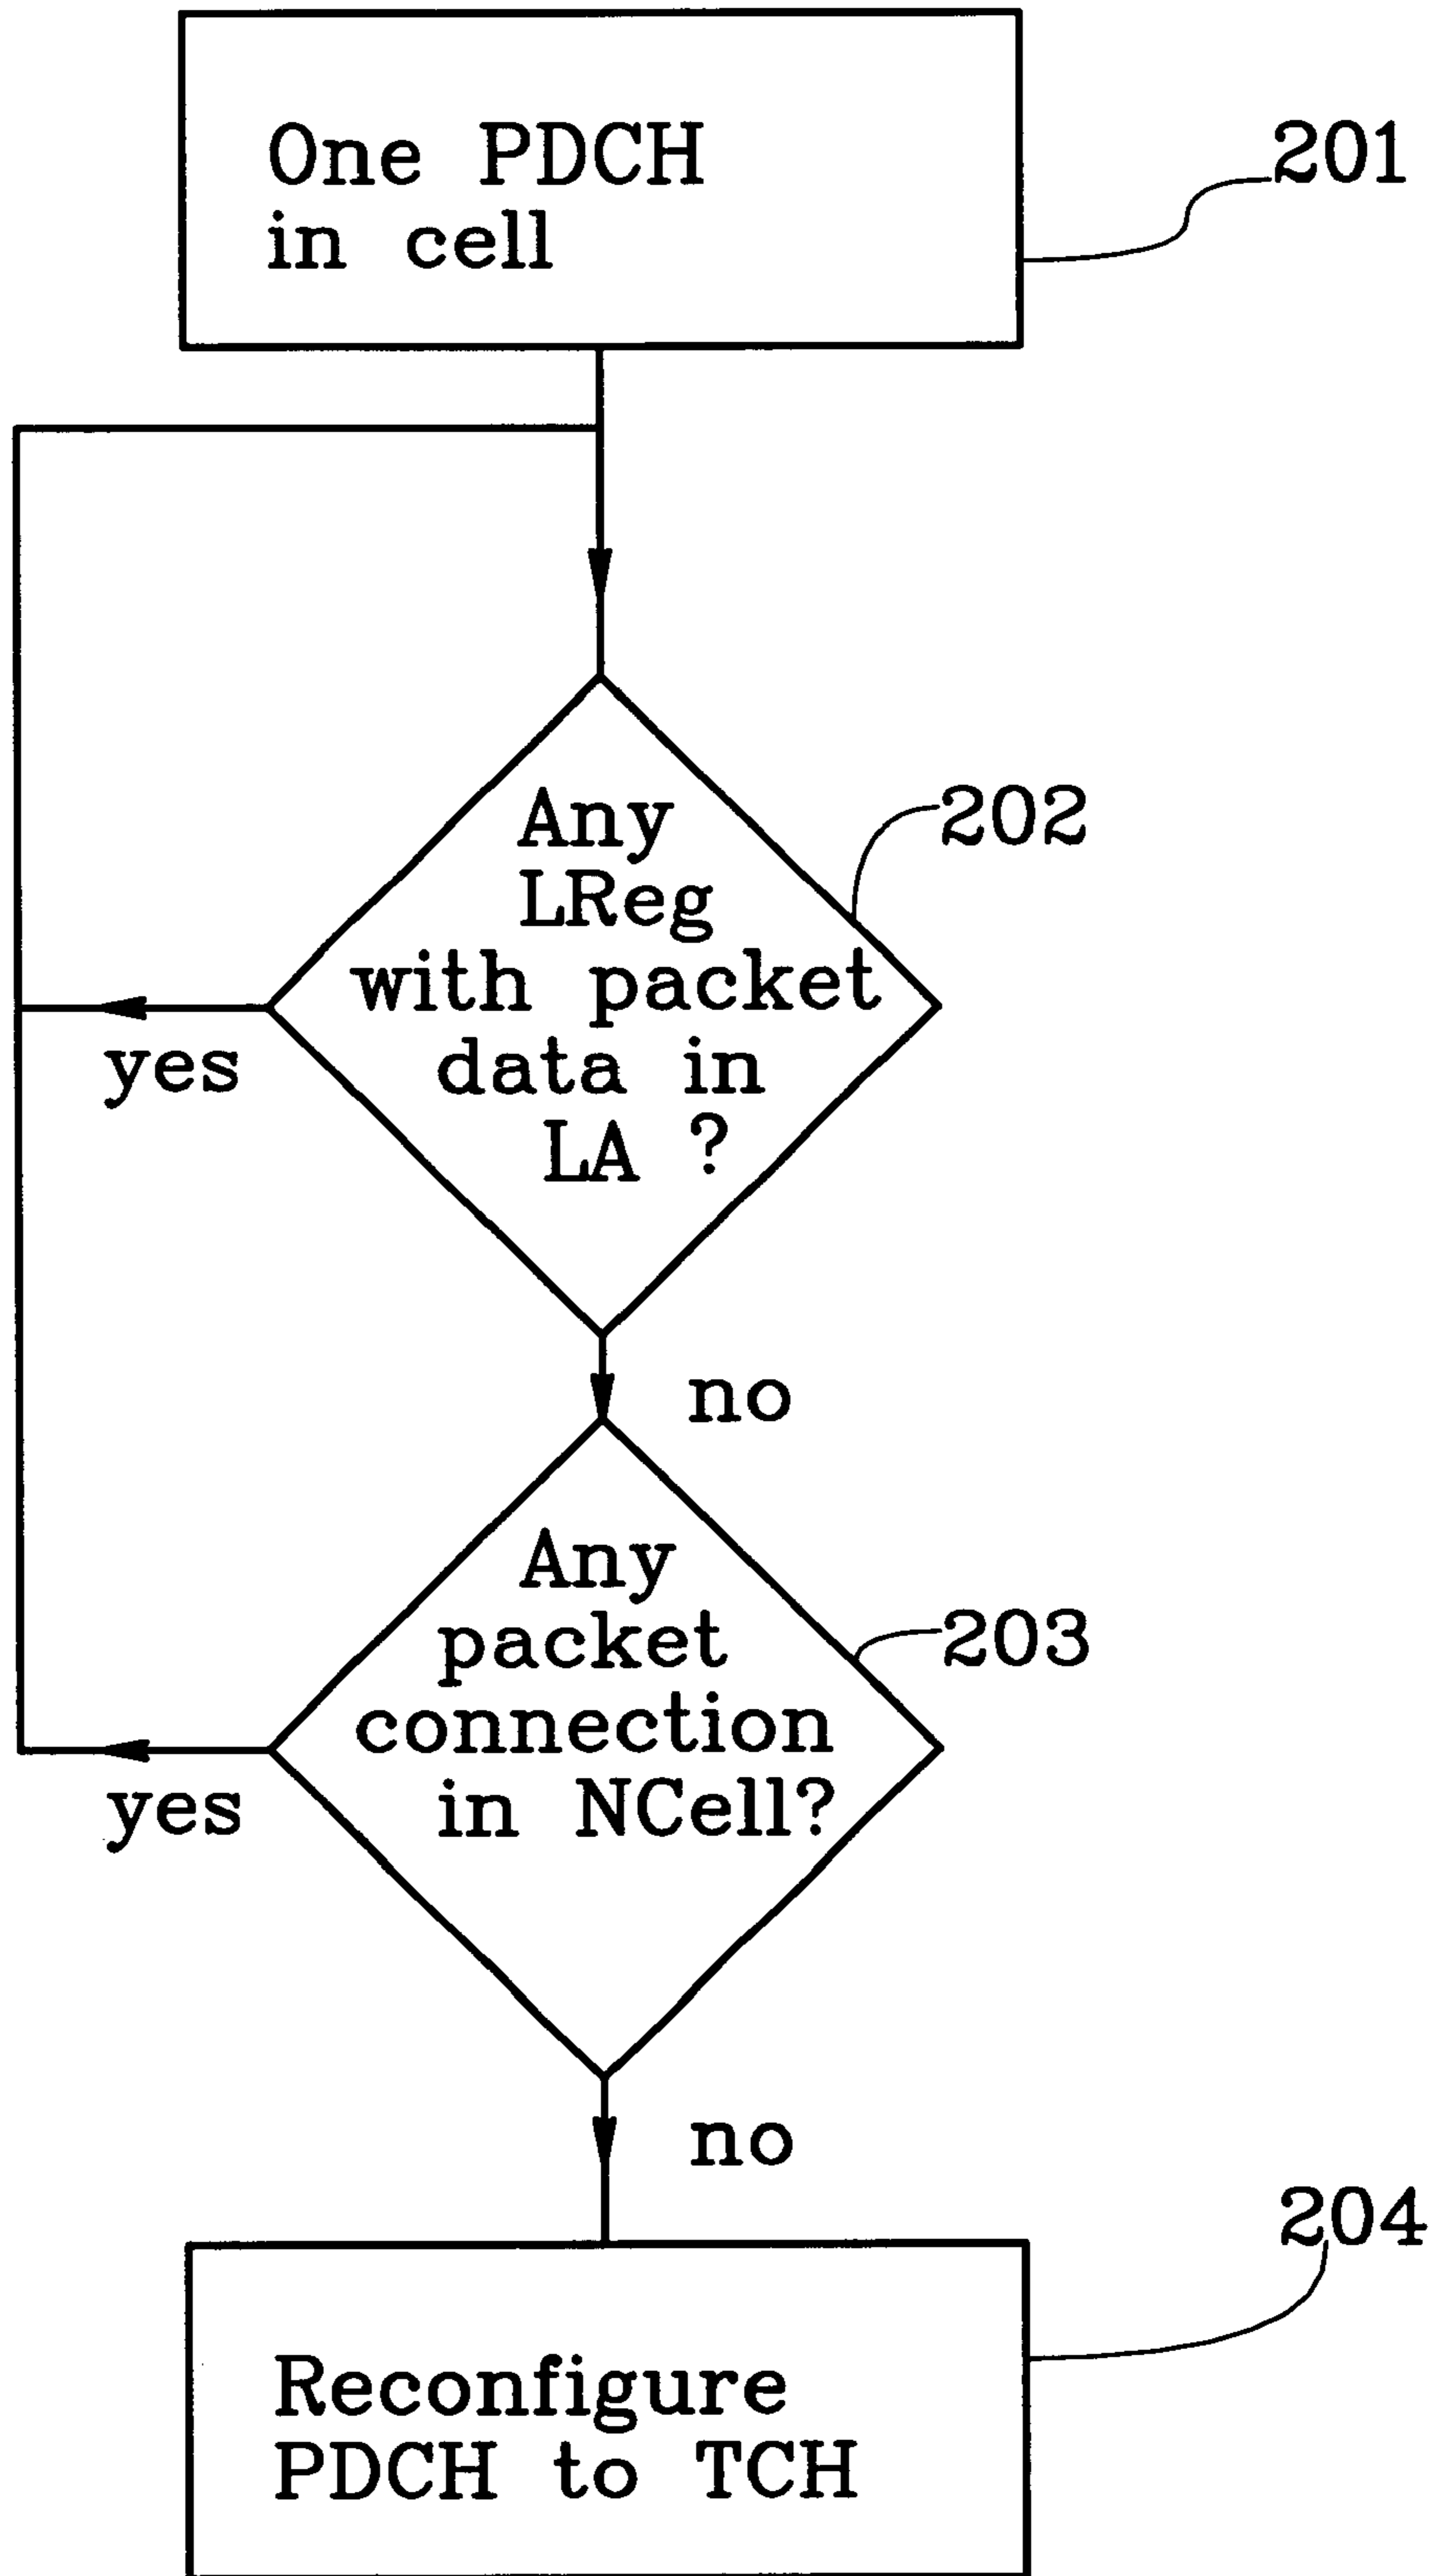 One PDCH
in cell
201
Any
LReg
with packet
data in
LA ?
202
yes
no
Any
packet
connection
in NCell?
203
yes
no
204
Reconfigure
PDCH to TCH